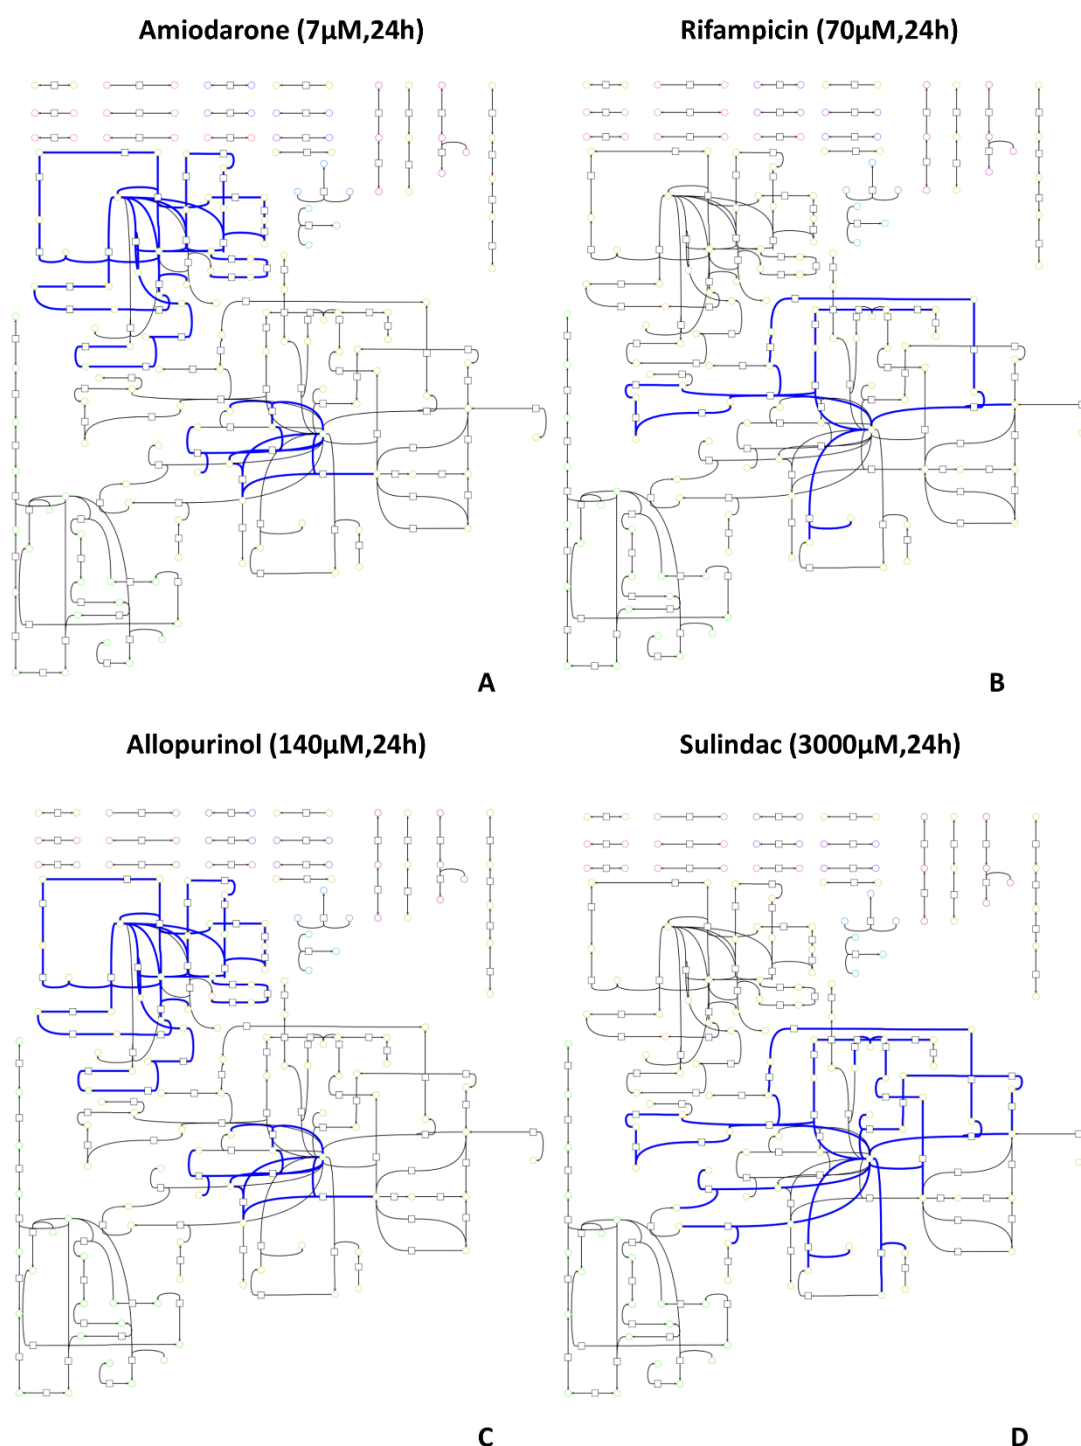 Amiodarone (7µM,24h)
Rifampicin (70µM,24h)
A
B
Allopurinol (140µM,24h)
Sulindac (3000µM,24h)
C
D